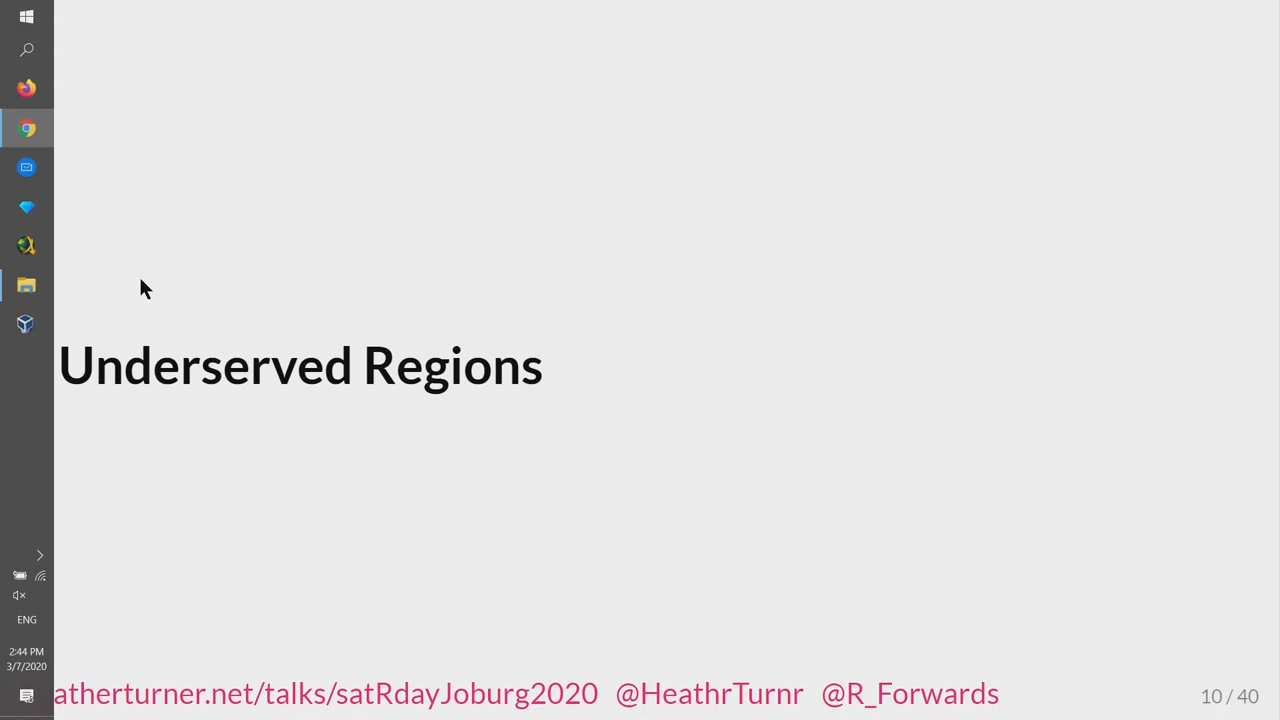 Underserved Regions
ENG
2:44 PM
3/7/2020
atherturner.net/talks/satRdayJoburg2020 @HeathrTurnr @R_Forwards
10 / 40